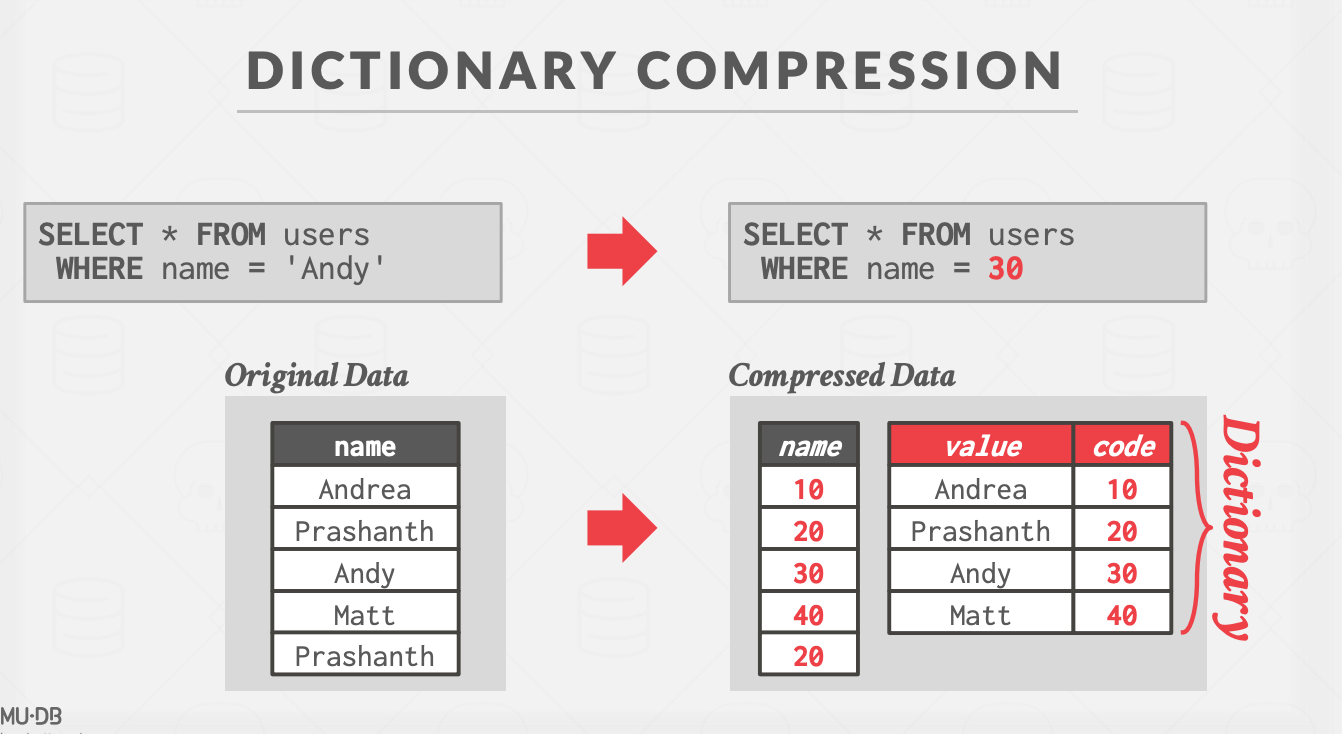 DICTIONARY COMPRESSION
SELECT * FROM users
WHERE name = 'Andy'
SELECT * FROM users
WHERE name = 30
Original Data
name
Andrea
Prashanth
Andy
Matt
Prashanth
Compressed Data
name
10
20
30
40
20
value code
Andrea 10
Prashanth 20
Andy 30
Matt 40
Dictionary
MU·DB